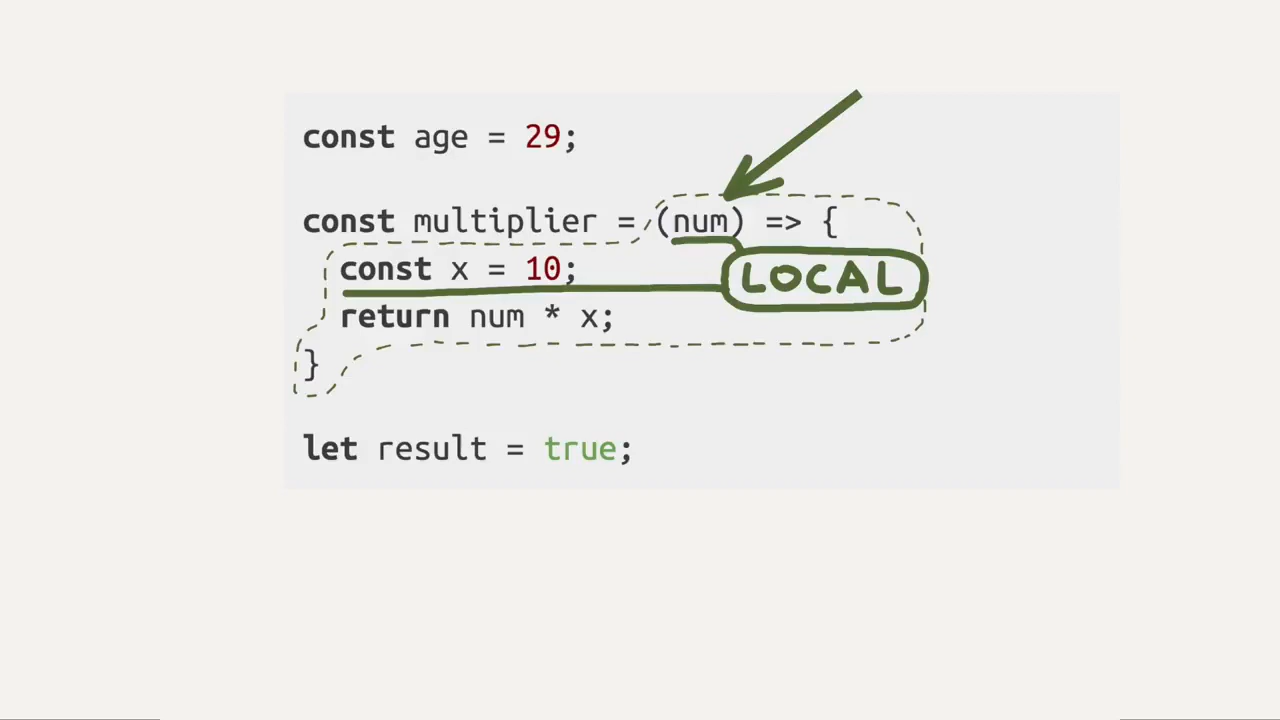 const age = 29;
const multiplier = (num) => {
const x = 10;
LOCAL
return num * x;
}
let result = true;